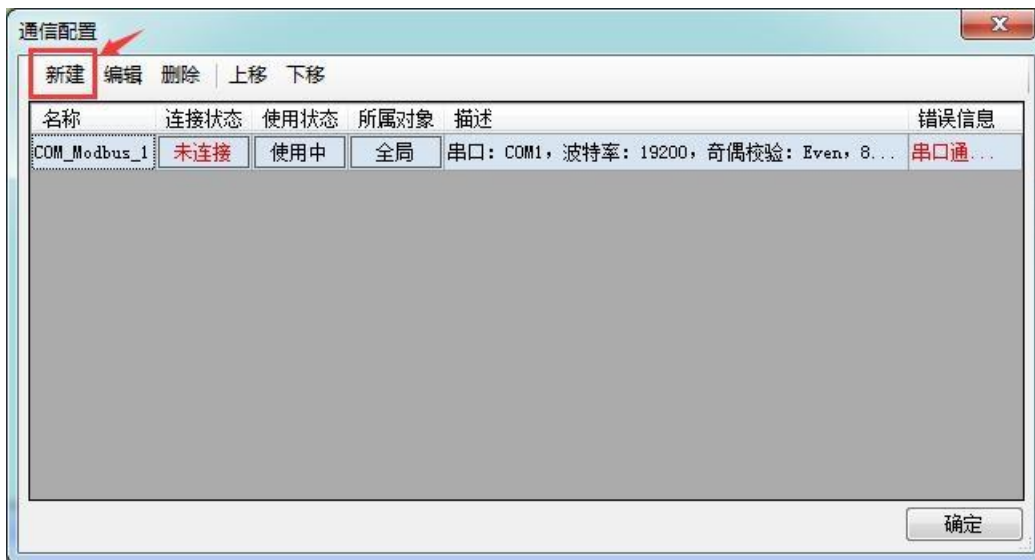 通信配置
新建 编辑 删除 上移 下移
名称 连接状态 使用状态 所属对象 描述 错误信息
COM_Modbus_1 未连接 使用中 全局 串口: COM1，波特率: 19200，奇偶校验: Even，8... 串口通...
确定